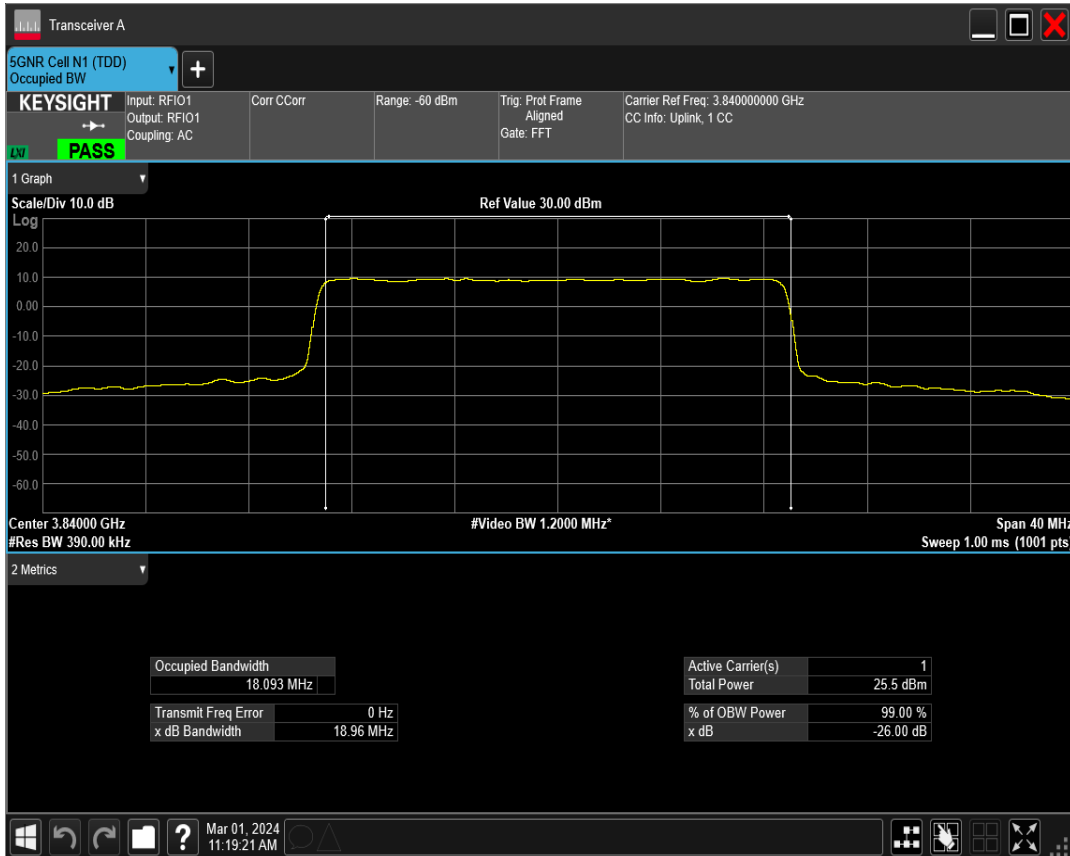 Transceiver A
5GNR Cell N1 (TDD)
Occupied BW
+
KEYSIGHT
LXI
PASS
Input: RFIO1
Output: RFIO1
Coupling: AC
Corr CCorr
Range: -60 dBm
Trig: Prot Frame
Aligned
Gate: FFT
Carrier Ref Freq: 3.840000000 GHz
CC Info: Uplink, 1 CC
1 Graph
Scale/Div 10.0 dB
Ref Value 30.00 dBm
Log
20.0
10.0
0.00
-10.0
-20.0
-30.0
-40.0
-50.0
-60.0
Center 3.84000 GHz
#Video BW 1.2000 MHz*
Span 40 MHz
#Res BW 390.00 kHz
Sweep 1.00 ms (1001 pts)
2 Metrics
Occupied Bandwidth
18.093 MHz
Transmit Freq Error 0 Hz
x dB Bandwidth 18.96 MHz
Active Carrier(s) 1
Total Power 25.5 dBm
% of OBW Power 99.00 %
x dB -26.00 dB
?
Mar 01, 2024
11:19:21 AM